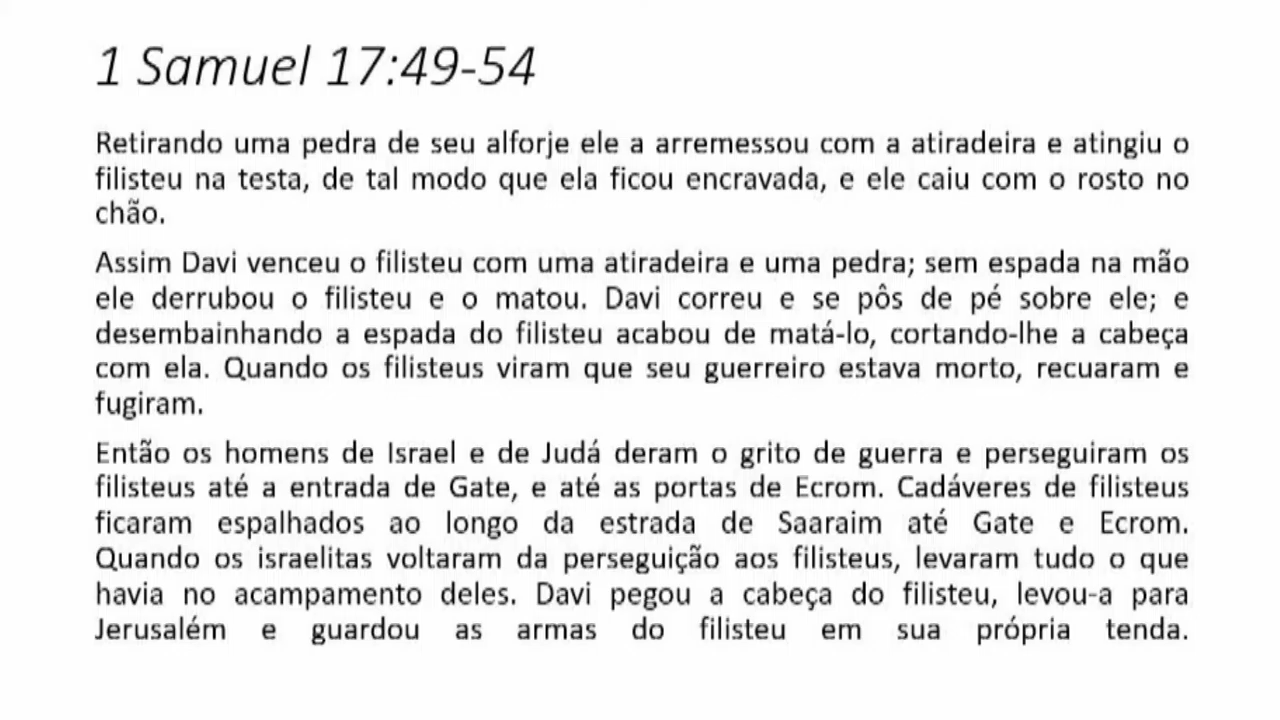 1 Samuel 17:49-54
Retirando uma pedra de seu alforje ele a arremessou com a atiradeira e atingiu o
filisteu na testa, de tal modo que ela ficou encravada, e ele caiu com o rosto no
chão.
Assim Davi venceu o filisteu com uma atiradeira e uma pedra; sem espada na mão
ele derrubou o filisteu e o matou. Davi correu e se pôs de pé sobre ele; e
desembainhando a espada do filisteu acabou de matá-lo, cortando-lhe a cabeça
com ela. Quando os filisteus viram que seu guerreiro estava morto, recuaram e
fugiram.
Então os homens de Israel e de Judá deram o grito de guerra e perseguiram os
filisteus até a entrada de Gate, e até as portas de Ecrom. Cadáveres de filisteus
ficaram espalhados ao longo da estrada de Saaraim até Gate e Ecrom.
Quando os israelitas voltaram da perseguição aos filisteus, levaram tudo o que
havia no acampamento deles. Davi pegou a cabeça do filisteu, levou-a para
Jerusalém e guardou as armas do filisteu em sua própria tenda.